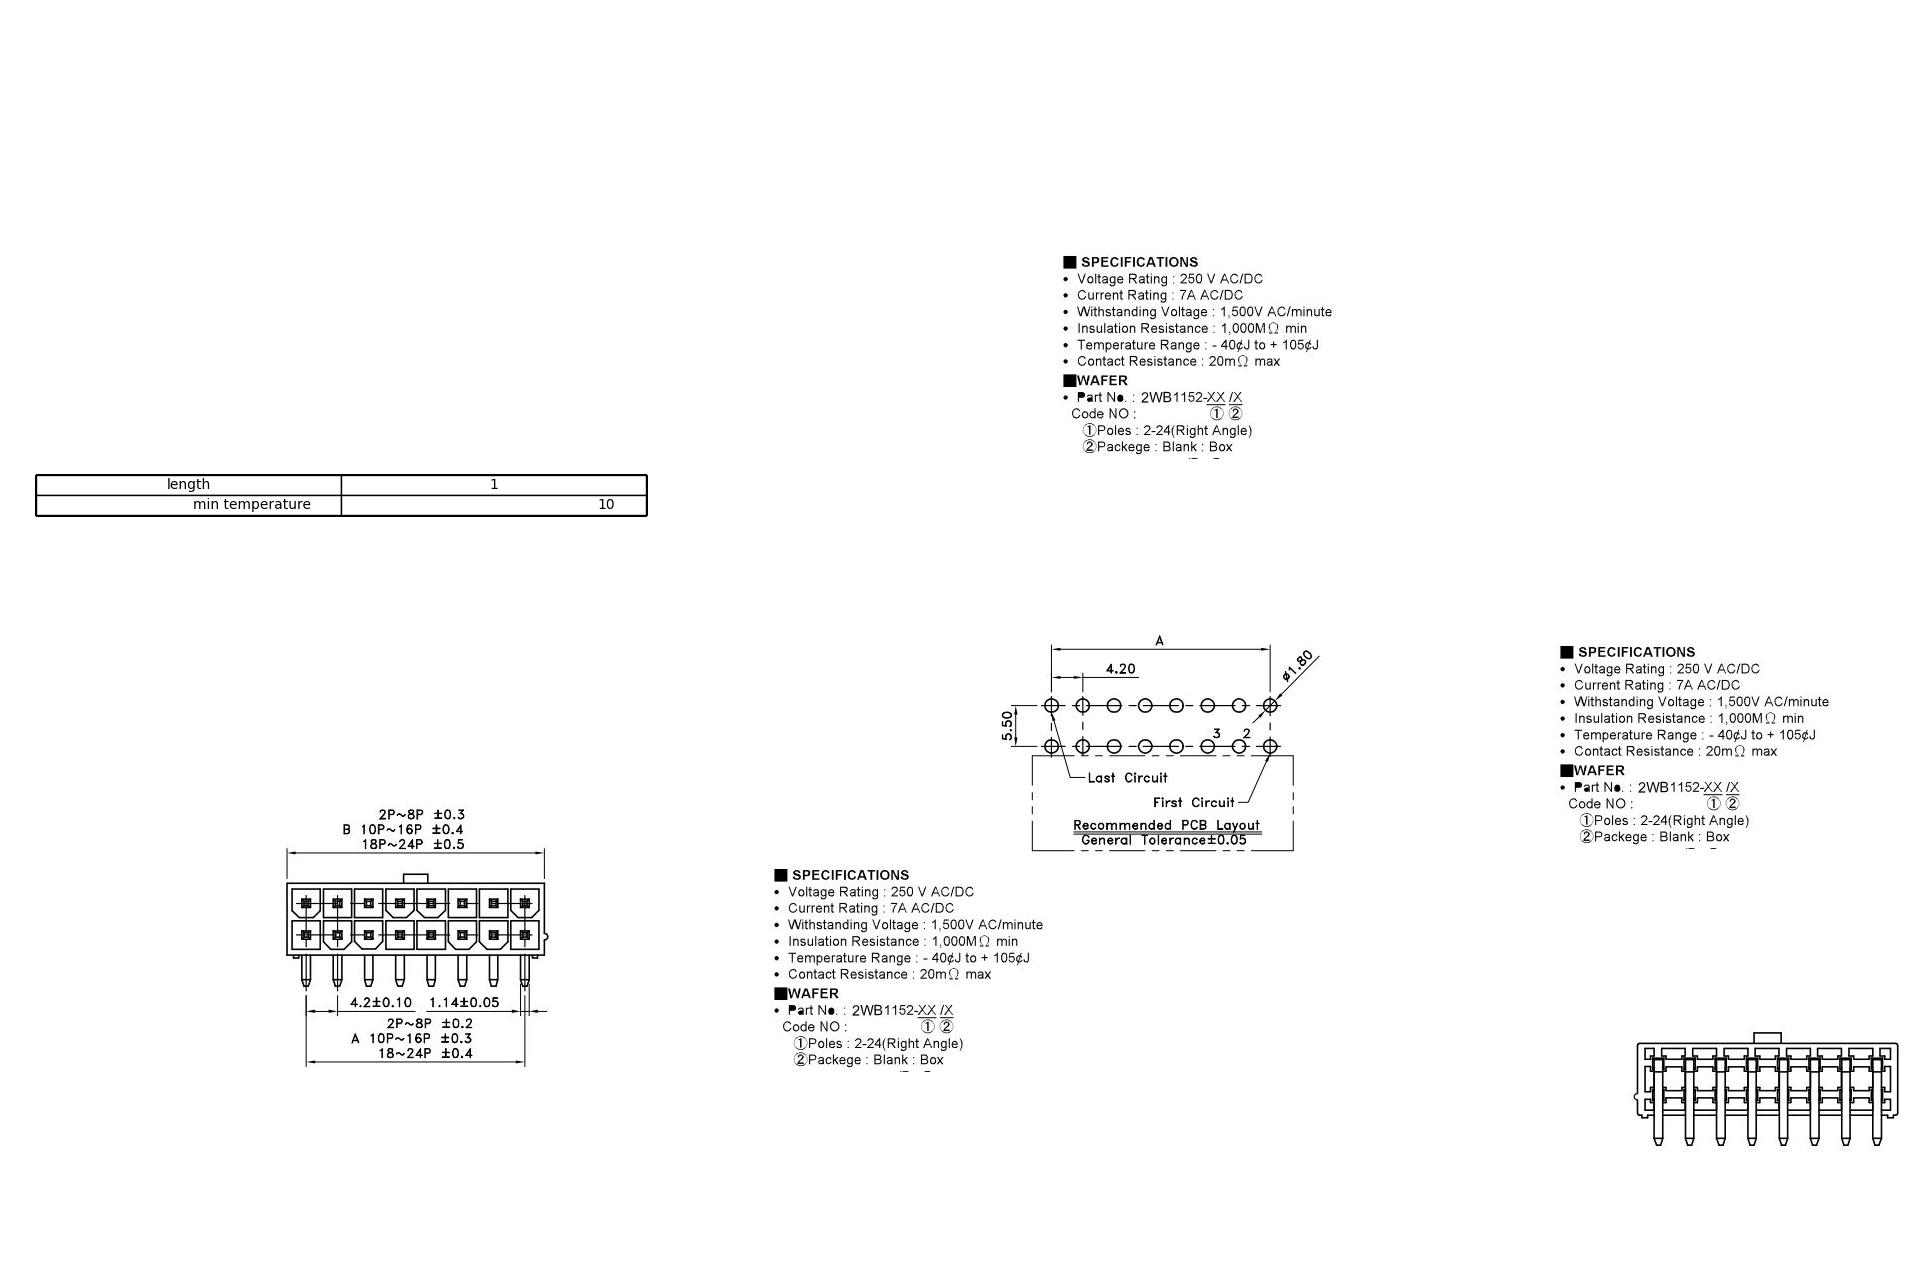 ■ SPECIFICATIONS
• Voltage Rating : 250 V AC/DC
• Current Rating : 7A AC/DC
• Withstanding Voltage : 1,500V AC/minute
• Insulation Resistance : 1,000MΩ min
• Temperature Range : - 40¢J to + 105¢J
• Contact Resistance : 20mΩ max
■WAFER
• Part No. : 2WB1152-XX /X
Code NO : ① ②
①Poles : 2-24(Right Angle)
②Packege : Blank : Box
length 1
min temperature 10
A
4.20
ø1.80
5.50
3 2
Last Circuit
First Circuit
Recommended PCB Layout
General Tolerance±0.05
■ SPECIFICATIONS
• Voltage Rating : 250 V AC/DC
• Current Rating : 7A AC/DC
• Withstanding Voltage : 1,500V AC/minute
• Insulation Resistance : 1,000MΩ min
• Temperature Range : - 40¢J to + 105¢J
• Contact Resistance : 20mΩ max
■WAFER
• Part No. : 2WB1152-XX /X
Code NO : ① ②
①Poles : 2-24(Right Angle)
②Packege : Blank : Box
2P~8P ±0.3
B 10P~16P ±0.4
18P~24P ±0.5
4.2±0.10 1.14±0.05
2P~8P ±0.2
A 10P~16P ±0.3
18~24P ±0.4
■ SPECIFICATIONS
• Voltage Rating : 250 V AC/DC
• Current Rating : 7A AC/DC
• Withstanding Voltage : 1,500V AC/minute
• Insulation Resistance : 1,000MΩ min
• Temperature Range : - 40¢J to + 105¢J
• Contact Resistance : 20mΩ max
■WAFER
• Part No. : 2WB1152-XX /X
Code NO : ① ②
①Poles : 2-24(Right Angle)
②Packege : Blank : Box